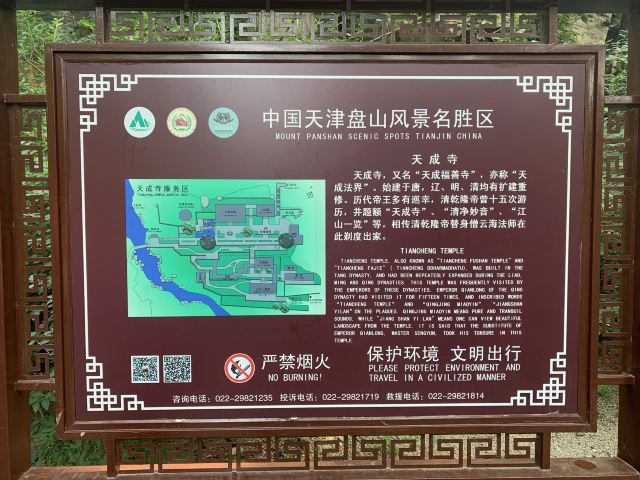 中国天津盘山风景名胜区
MOUNT PANSHAN SCENIC SPOTS TIANJIN CHINA
天成寺服务区
天成寺
天成寺，又名“天成福善寺”，亦称“天
成法界”。始建于唐，辽、明、清均有扩建重
修。历代帝王多有巡幸，清乾隆帝曾十五次游
历，并题额“天成寺”、“清净妙音”、“江
山一览”等。相传清乾隆帝替身僧云海法师在
此剃度出家。
TIANCHENG TEMPLE
TIANCHENG TEMPLE, ALSO KNOWN AS "TIANCHENG FUSHAN TEMPLE" AND
"TIANCHENG FAJIE" ( TIANCHENG DDHARMADHATU), WAS BUILT IN THE
TANG DYNASTY, AND HAD BEEN REPEATEDLY EXPANDED DURING THE LIAO,
MING AND QING DYNASTIES. THIS TEMPLE WAS FREQUENTLY VISITED BY
THE EMPERORS OF THESE DYNASTIES. EMPEROR QIANLONG OF THE QING
DYNASTY HAD VISITED IT FOR FIFTEEN TIMES, AND INSCRIBED WORDS
"TIANCHENG TEMPLE" AND "QINGJING MIAOYIN" "JIANGSHAN
YILAN" ON THE PLAQUES. QINGJING MIAOYIN MEANS PURE AND TRANQUIL
SOUNDS, WHILE "JIANG SHAN YI LAN" MEANS ONE CAN VIEW BEAUTIFUL
LANDSCAPE FROM THE TEMPLE. IT IS SAID THAT THE SUBSTITUTE OF
EMPEROR QIANLONG, MASTER SENGYUN, TOOK HIS TONSURE IN THIS
TEMPLE.
严禁烟火
NO BURNING!
保护环境 文明出行
PLEASE PROTECT ENVIRONMENT AND
TRAVEL IN A CIVILIZED MANNER
咨询电话：022-29821235 投诉电话：022-29821719 救援电话：022-29821814